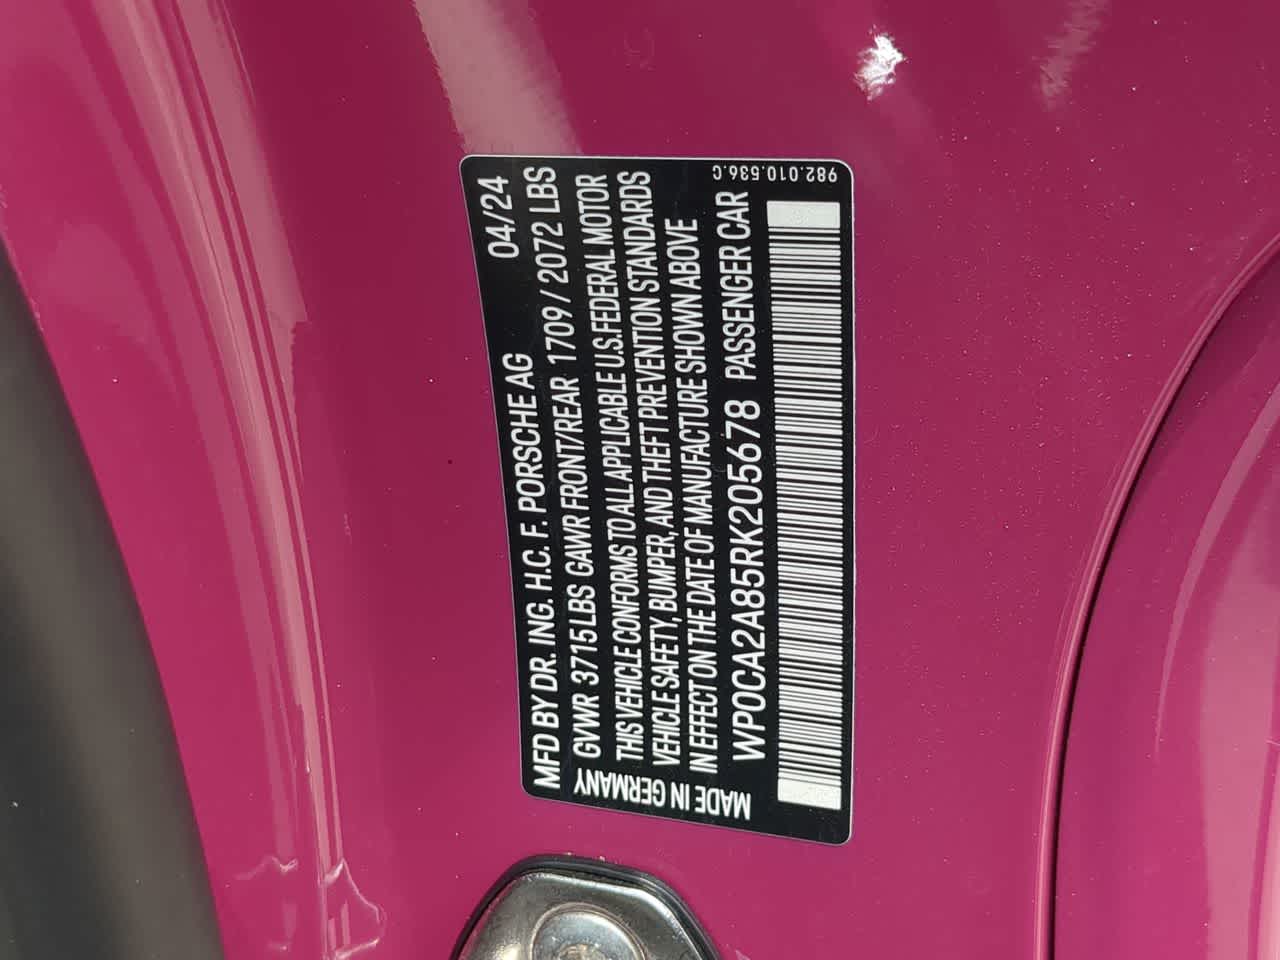 982.010.536.C
MFD BY DR. ING. H.C. F. PORSCHE AG 04/24
GVWR 3715LBS GAWR FRONT/REAR 1709/2072 LBS
THIS VEHICLE CONFORMS TO ALL APPLICABLE U.S.FEDERAL MOTOR
VEHICLE SAFETY, BUMPER, AND THEFT PREVENTION STANDARDS
IN EFFECT ON THE DATE OF MANUFACTURE SHOWN ABOVE
WP0CA2A85RK205678 PASSENGER CAR
MADE IN GERMANY